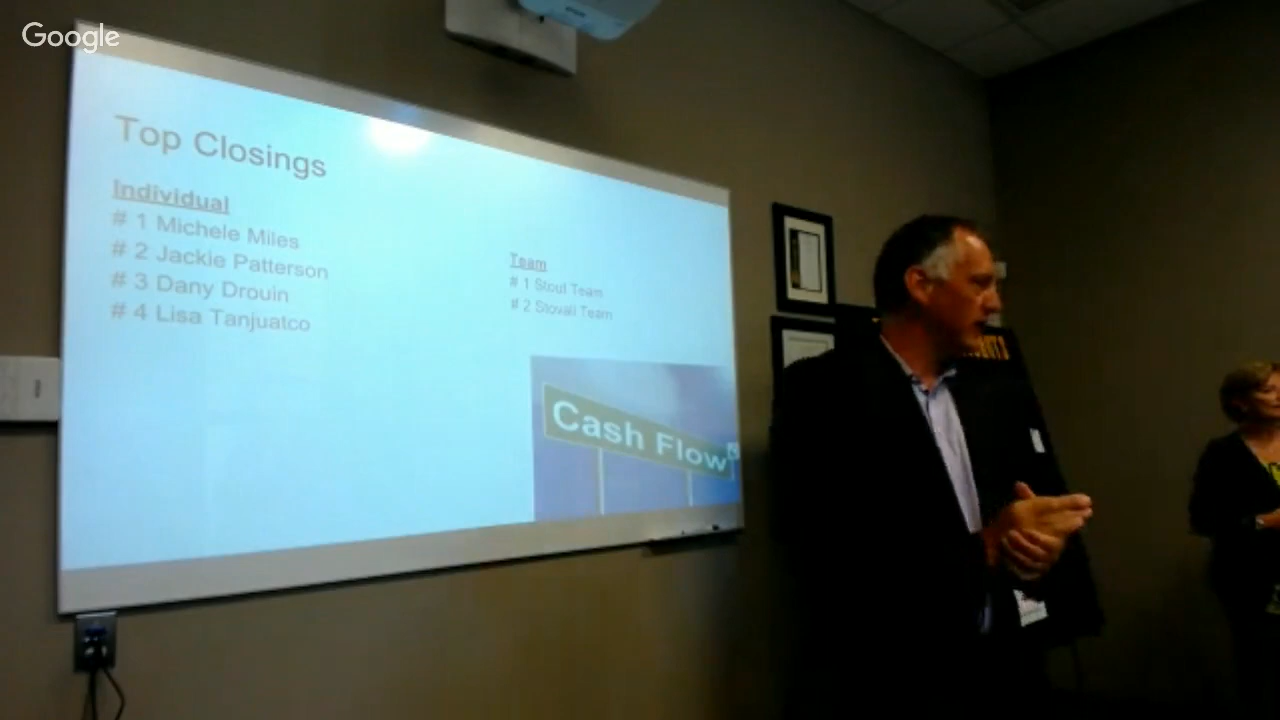 Google
Top Closings
Individual
# 1 Michele Miles
# 2 Jackie Patterson
# 3 Dany Drouin
# 4 Lisa Tanjuatco
Team
# 1 Stout Team
# 2 Stovall Team
Cash Flow